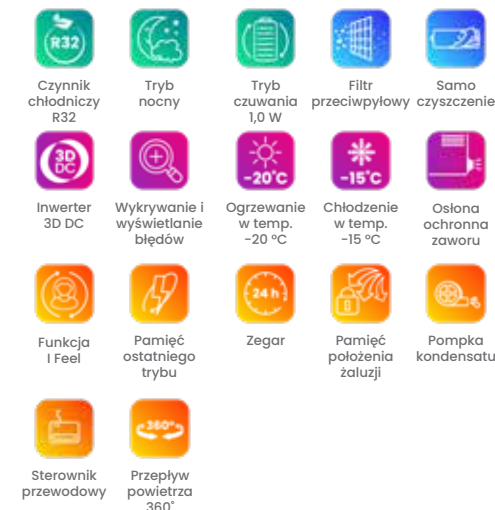 R32
Czynnik
chłodniczy
R32
Tryb
nocny
Tryb
czuwania
1,0 W
Filtr
przeciwpyłowy
Samo
czyszczenie
3D
DC
Inwerter
3D DC
Wykrywanie i
wyświetlanie
błędów
-20°C
Ogrzewanie
w temp.
-20 °C
-15°C
Chłodzenie
w temp.
-15 °C
Osłona
ochronna
zaworu
Funkcja
I Feel
Pamięć
ostatniego
trybu
24 h
Zegar
Pamięć
położenia
żaluzji
Pompka
kondensatu
Sterownik
przewodowy
360°
Przepływ
powietrza
360°